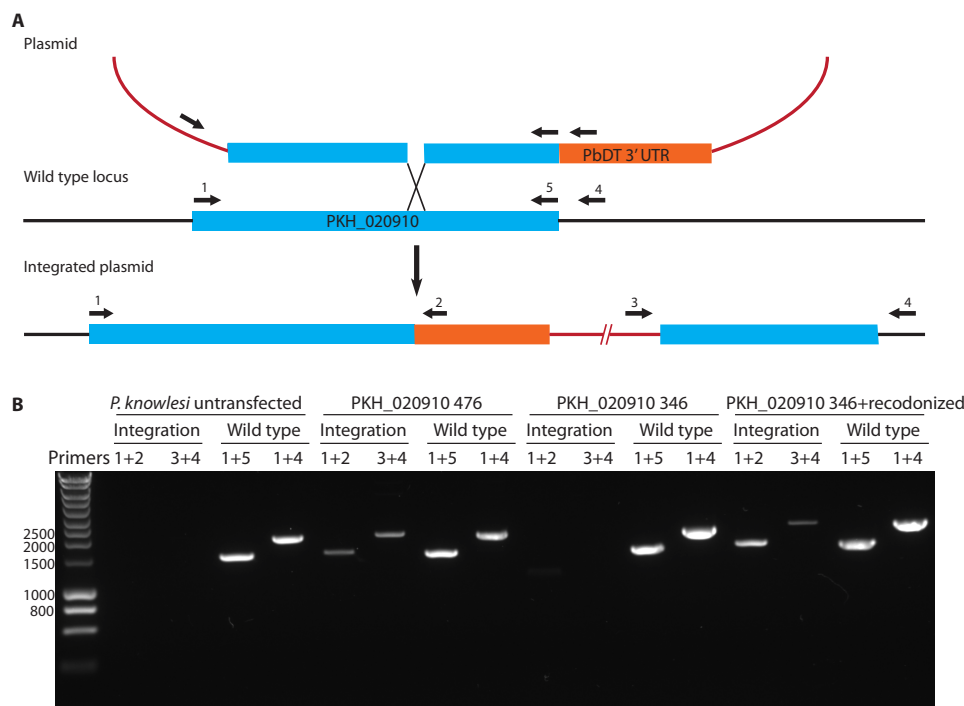 A
Plasmid
PbDT 3′ UTR
Wild type locus
1
5
4
PKH_020910
Integrated plasmid
1
2
3
4
B
P. knowlesi untransfected PKH_020910 476 PKH_020910 346 PKH_020910 346+recodonized
Integration Wild type Integration Wild type Integration Wild type Integration Wild type
Primers 1+2 3+4 1+5 1+4 1+2 3+4 1+5 1+4 1+2 3+4 1+5 1+4 1+2 3+4 1+5 1+4
2500
2000
1500
1000
800